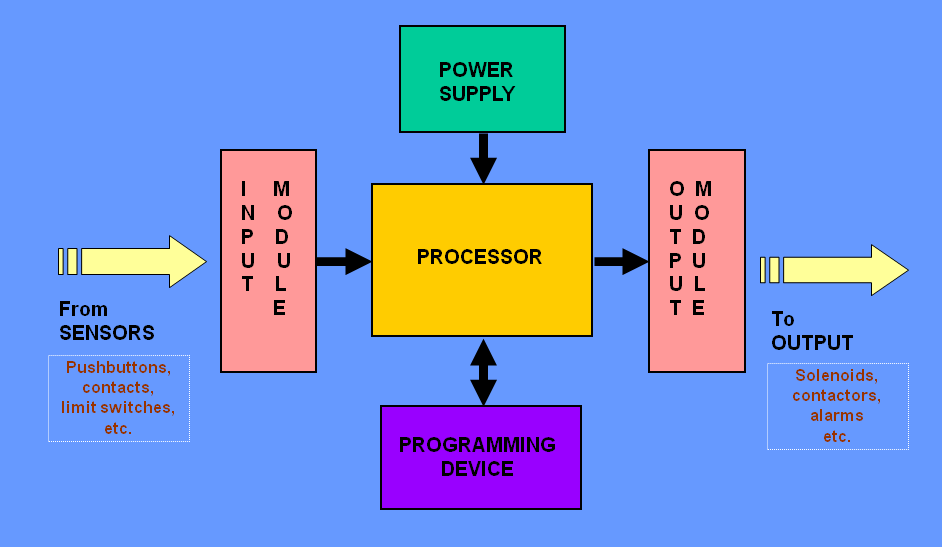 POWER
SUPPLY
INPUT MODULE
PROCESSOR
OUTPUT MODULE
From
SENSORS
Pushbuttons,
contacts,
limit switches,
etc.
To
OUTPUT
Solenoids,
contactors,
alarms
etc.
PROGRAMMING
DEVICE